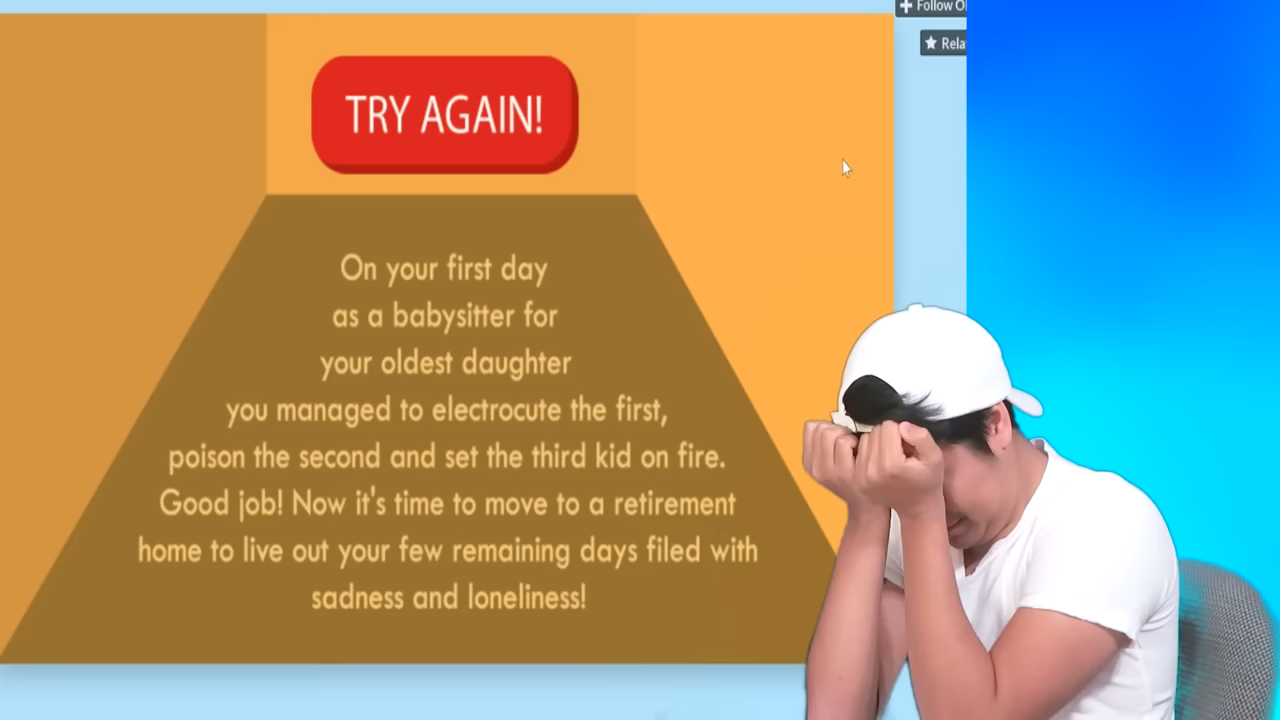 Follow
Rela
TRY AGAIN!
On your first day
as a babysitter for
your oldest daughter
you managed to electrocute the first,
poison the second and set the third kid on fire.
Good job! Now it's time to move to a retirement
home to live out your few remaining days filed with
sadness and loneliness!